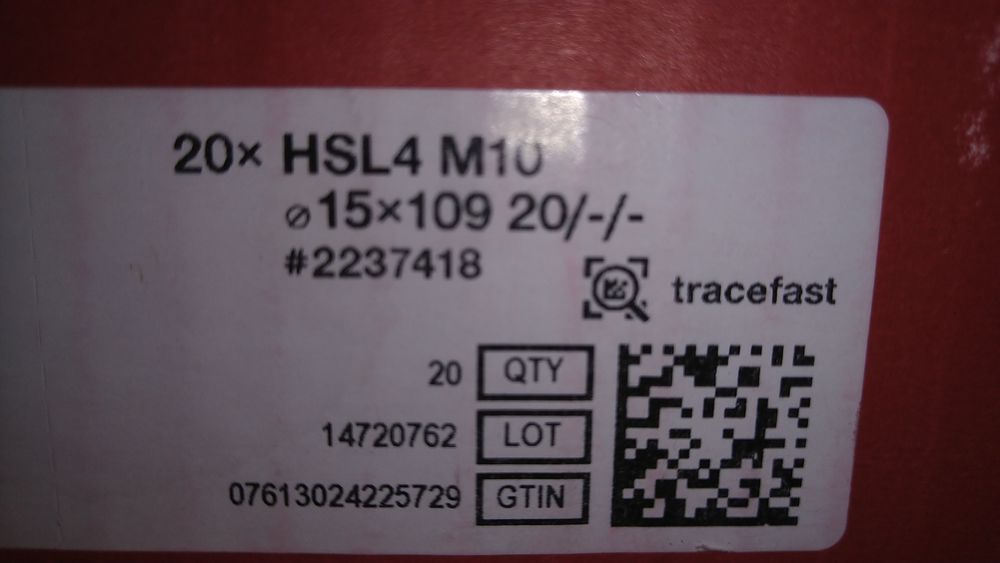 20× HSL4 M10
⌀15×109 20/-/-
#2237418
tracefast
20 QTY
14720762 LOT
07613024225729 GTIN